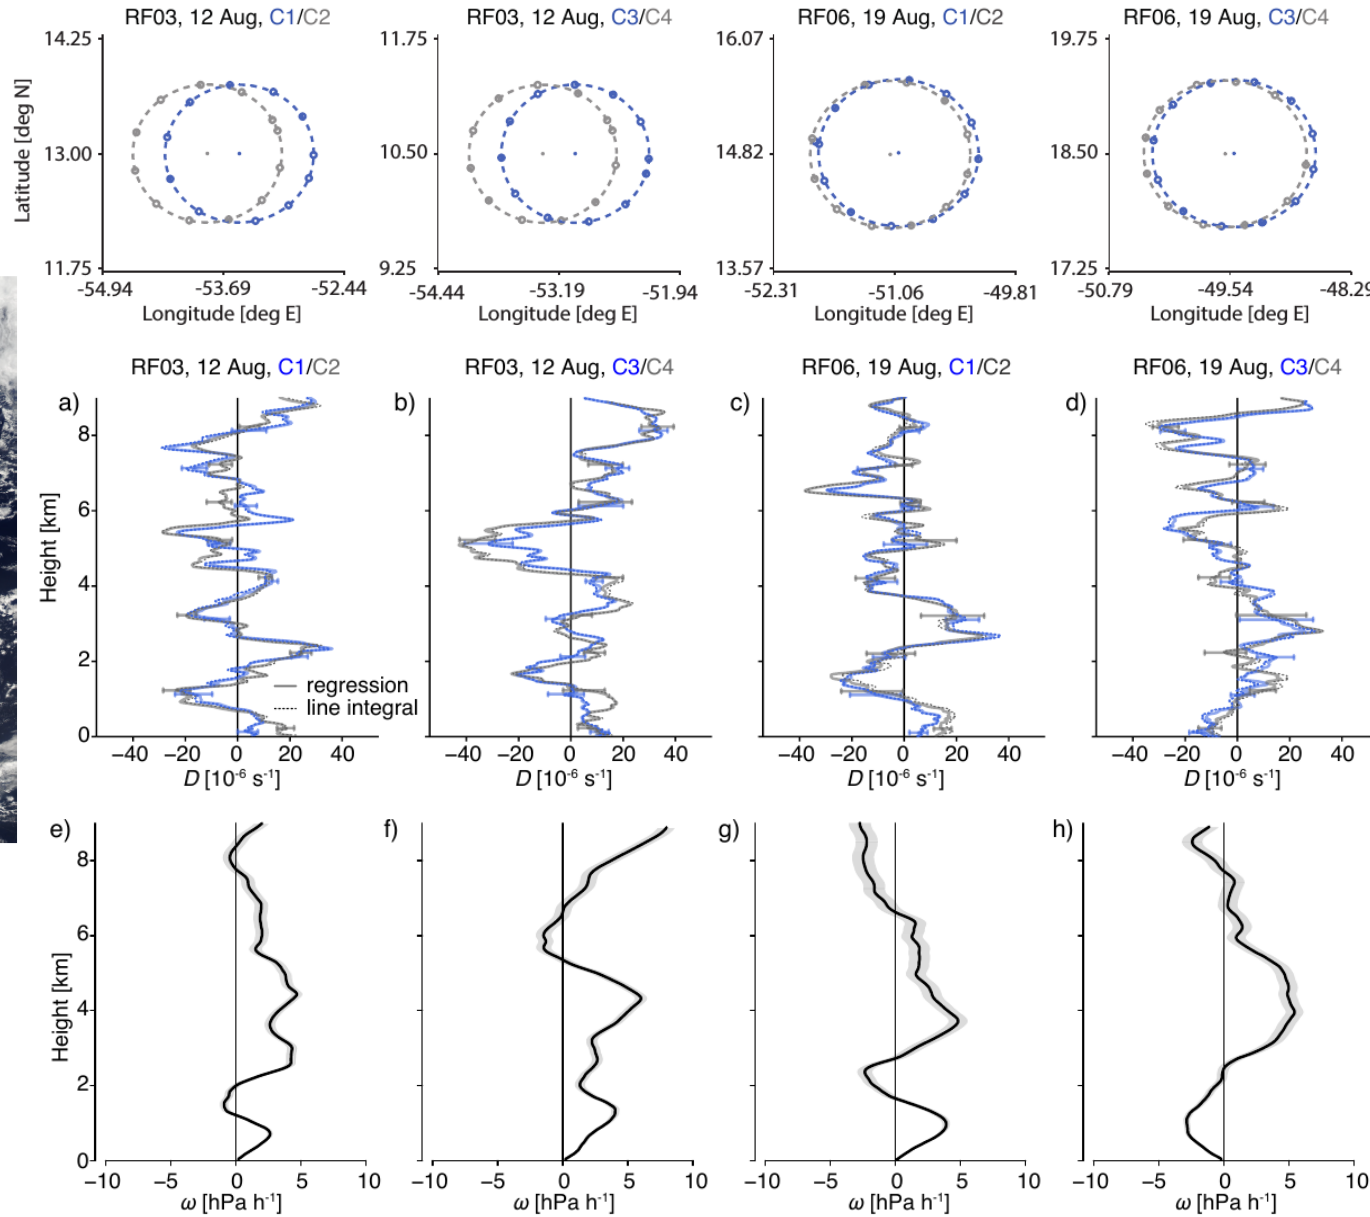 RF03, 12 Aug, C1/C2
RF03, 12 Aug, C3/C4
RF06, 19 Aug, C1/C2
RF06, 19 Aug, C3/C4
Latitude [deg N]
14.25
13.00
11.75
-54.94 -53.69 -52.44
Longitude [deg E]
11.75
10.50
9.25
-54.44 -53.19 -51.94
Longitude [deg E]
16.07
14.82
13.57
-52.31 -51.06 -49.81
Longitude [deg E]
19.75
18.50
17.25
-50.79 -49.54 -48.29
Longitude [deg E]
RF03, 12 Aug, C1/C2
RF03, 12 Aug, C3/C4
RF06, 19 Aug, C1/C2
RF06, 19 Aug, C3/C4
a)
b)
c)
d)
Height [km]
8
6
4
2
0
regression
line integral
−40 −20 0 20 40
D [10⁻⁶ s⁻¹]
−40 −20 0 20 40
D [10⁻⁶ s⁻¹]
−40 −20 0 20 40
D [10⁻⁶ s⁻¹]
−40 −20 0 20 40
D [10⁻⁶ s⁻¹]
e)
f)
g)
h)
Height [km]
8
6
4
2
0
−10 −5 0 5 10
ω [hPa h⁻¹]
−10 −5 0 5 10
ω [hPa h⁻¹]
−10 −5 0 5 10
ω [hPa h⁻¹]
−10 −5 0 5 10
ω [hPa h⁻¹]